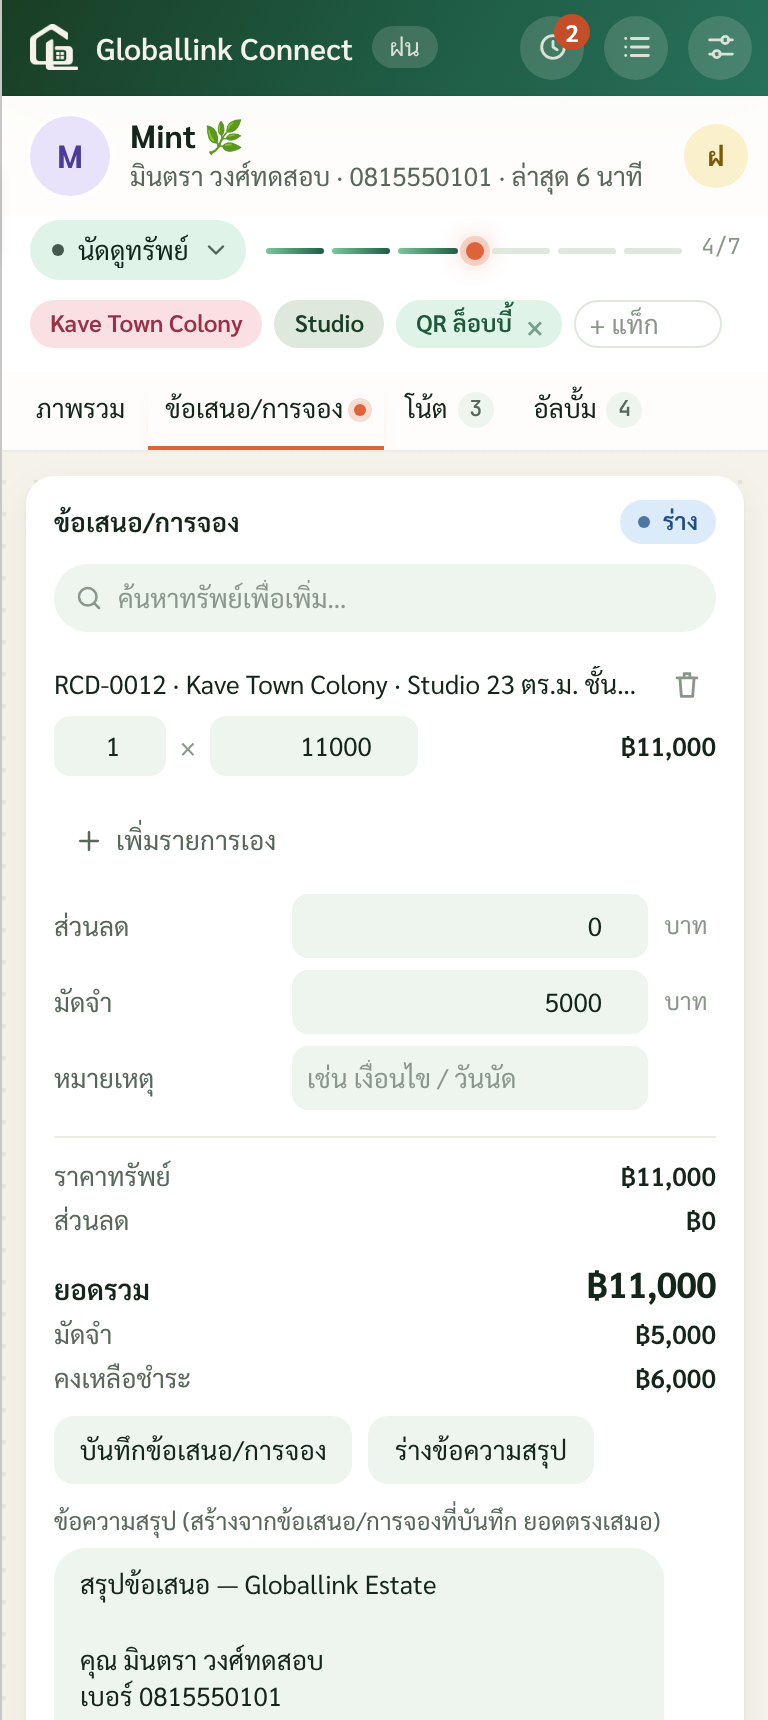 Globallink Connect ฝน 2
M Mint 🌿 ฝ
มินตรา วงศ์ทดสอบ · 0815550101 · ล่าสุด 6 นาที
นัดดูทรัพย์ 4/7
Kave Town Colony Studio QR ล็อบบี้ × + แท็ก
ภาพรวม ข้อเสนอ/การจอง โน้ต 3 อัลบั้ม 4
ข้อเสนอ/การจอง ร่าง
ค้นหาทรัพย์เพื่อเพิ่ม...
RCD-0012 · Kave Town Colony · Studio 23 ตร.ม. ชั้น...
1 × 11000 ฿11,000
+ เพิ่มรายการเอง
ส่วนลด 0 บาท
มัดจำ 5000 บาท
หมายเหตุ เช่น เงื่อนไข / วันนัด
ราคาทรัพย์ ฿11,000
ส่วนลด ฿0
ยอดรวม ฿11,000
มัดจำ ฿5,000
คงเหลือชำระ ฿6,000
บันทึกข้อเสนอ/การจอง ร่างข้อความสรุป
ข้อความสรุป (สร้างจากข้อเสนอ/การจองที่บันทึก ยอดตรงเสมอ)
สรุปข้อเสนอ — Globallink Estate
คุณ มินตรา วงศ์ทดสอบ
เบอร์ 0815550101